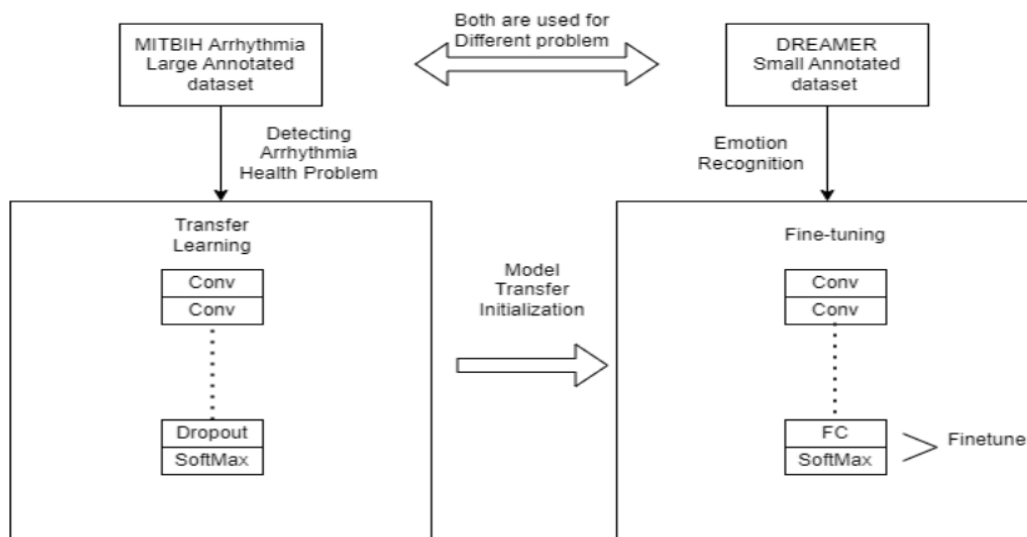 MITBIH Arrhythmia
Large Annotated
dataset
Both are used for
Different problem
DREAMER
Small Annotated
dataset
Detecting
Arrhythmia
Health Problem
Emotion
Recognition
Transfer
Learning
Conv
Conv
Dropout
SoftMax
Model
Transfer
Initialization
Fine-tuning
Conv
Conv
FC
SoftMax
Finetune